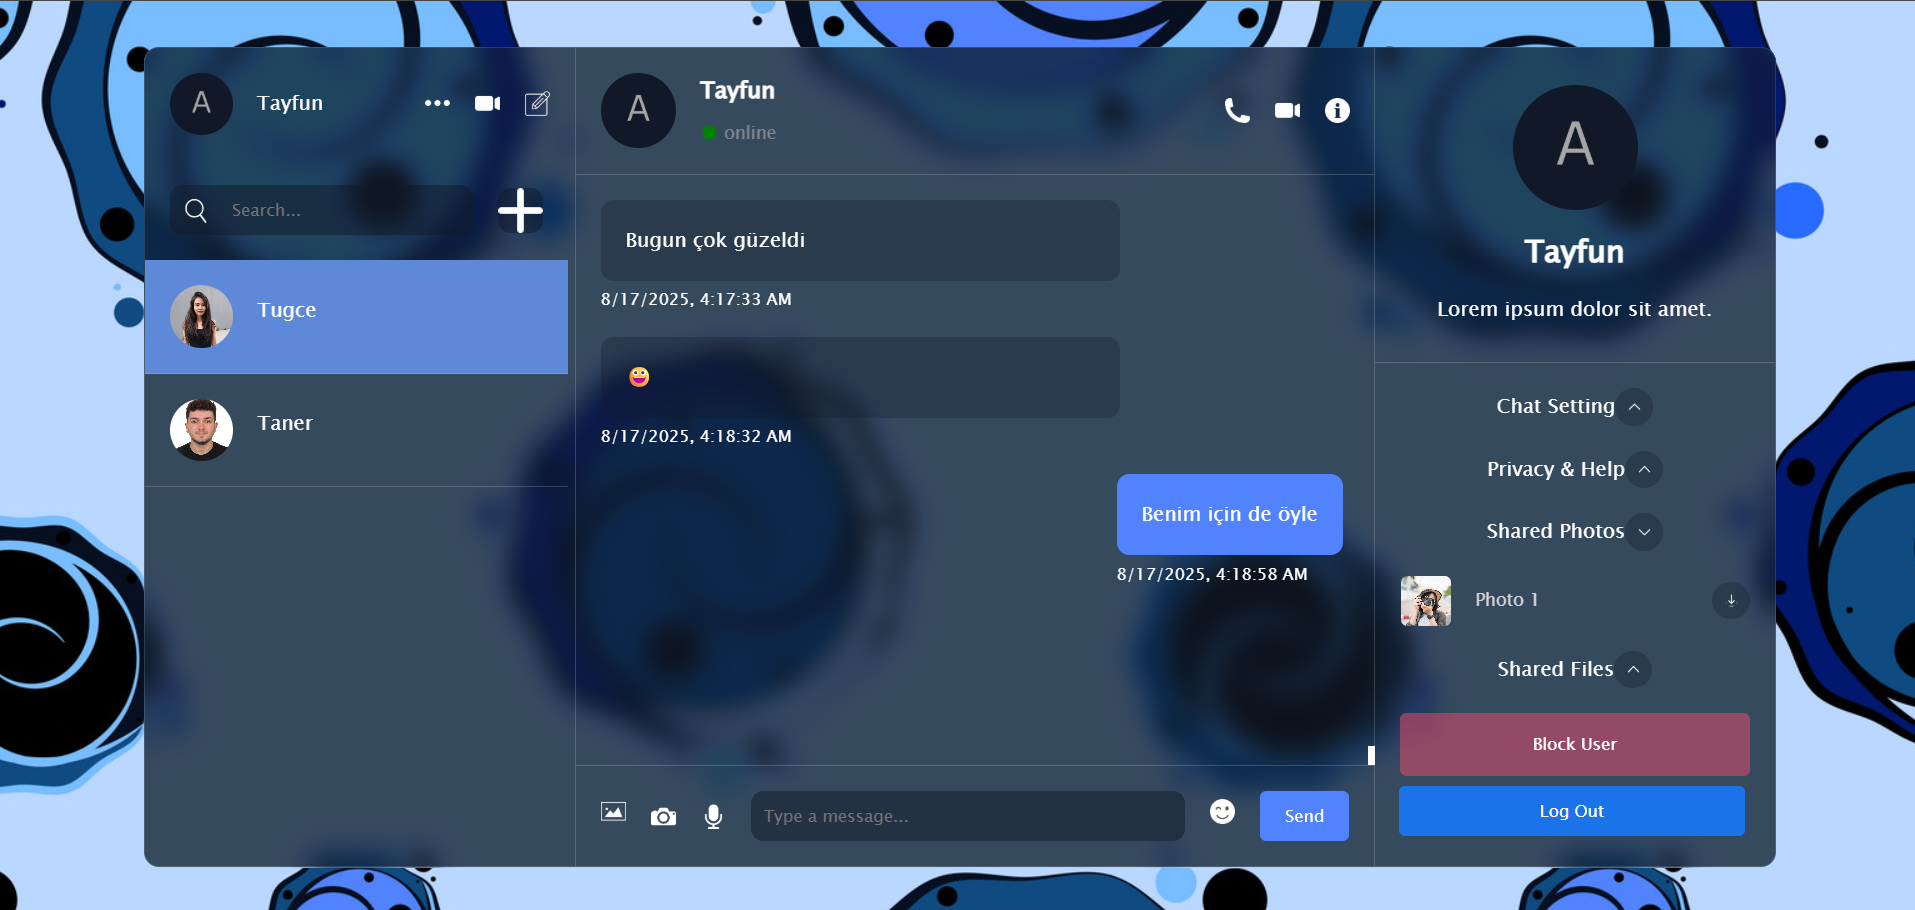 A
Tayfun
Search...
Tugce
Taner
A
Tayfun
online
Bugun çok güzeldi
8/17/2025, 4:17:33 AM
8/17/2025, 4:18:32 AM
Benim için de öyle
8/17/2025, 4:18:58 AM
Type a message...
Send
A
Tayfun
Lorem ipsum dolor sit amet.
Chat Setting
Privacy & Help
Shared Photos
Photo 1
Shared Files
Block User
Log Out